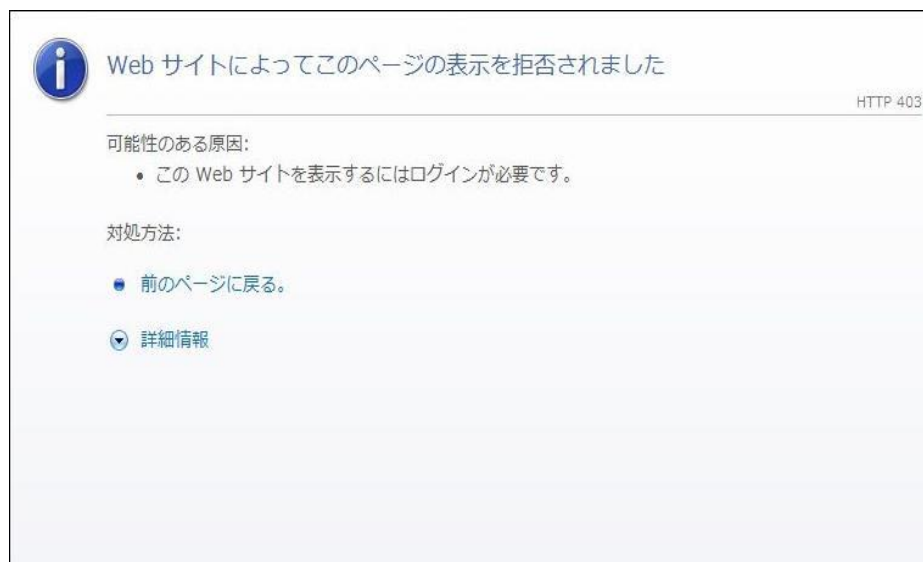 Web サイトによってこのページの表示を拒否されました
HTTP 403
可能性のある原因:
• この Web サイトを表示するにはログインが必要です。
対処方法:
前のページに戻る。
詳細情報